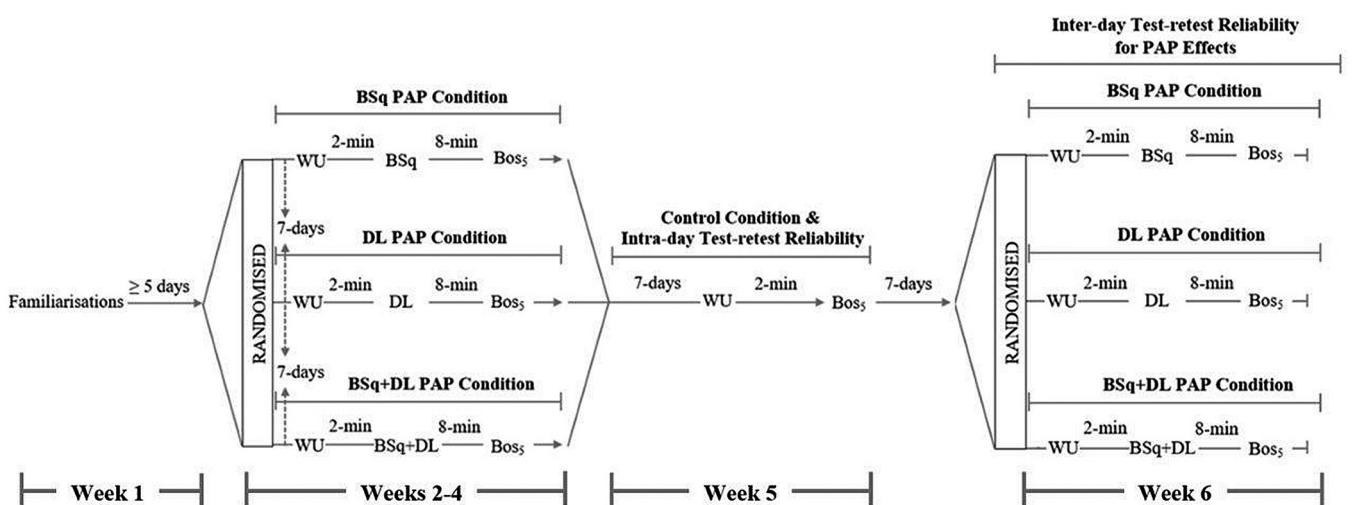 Inter-day Test-retest Reliability
for PAP Effects
BSq PAP Condition
2-min 8-min
WU BSq Bos5
7-days
DL PAP Condition
2-min 8-min
WU DL Bos5
7-days
BSq+DL PAP Condition
2-min 8-min
WU BSq+DL Bos5
Familiarisations
≥ 5 days
RANDOMISED
Control Condition &
Intra-day Test-retest Reliability
7-days 2-min 7-days
WU Bos5
RANDOMISED
BSq PAP Condition
2-min 8-min
WU BSq Bos5
DL PAP Condition
2-min 8-min
WU DL Bos5
BSq+DL PAP Condition
2-min 8-min
WU BSq+DL Bos5
Week 1 Weeks 2-4 Week 5 Week 6